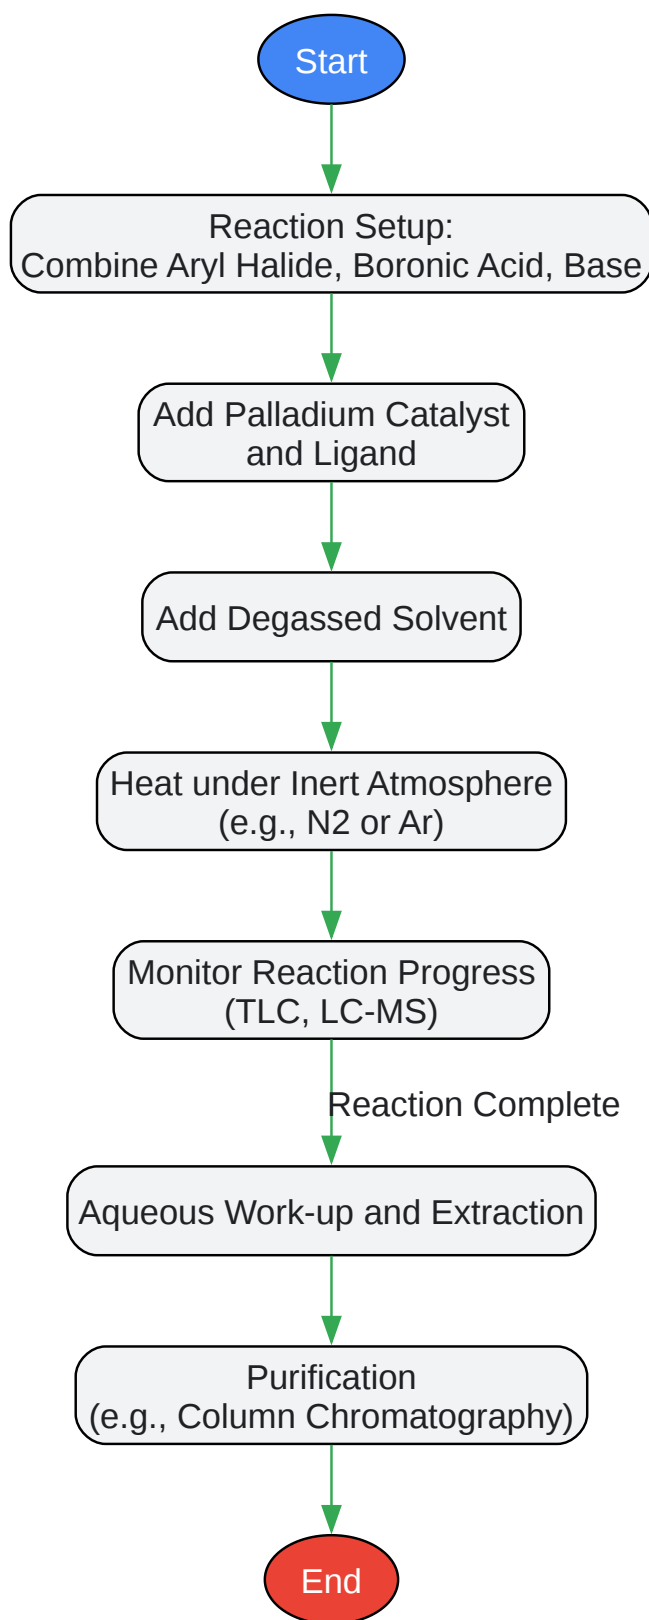 Start
Reaction Setup:
Combine Aryl Halide, Boronic Acid, Base
Add Palladium Catalyst
and Ligand
Add Degassed Solvent
Heat under Inert Atmosphere
(e.g., N2 or Ar)
Monitor Reaction Progress
(TLC, LC-MS)
Reaction Complete
Aqueous Work-up and Extraction
Purification
(e.g., Column Chromatography)
End